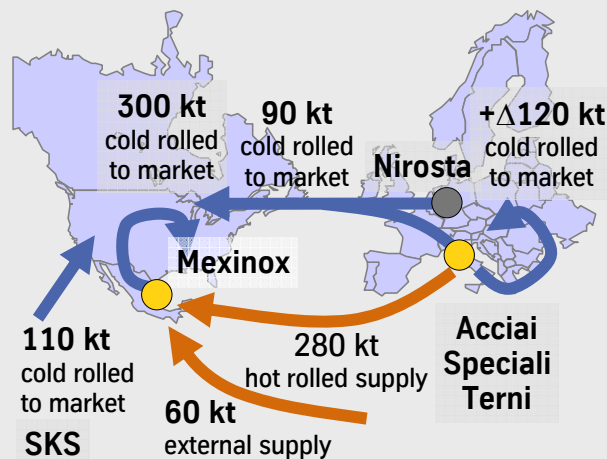 300 kt
cold rolled
to market
90 kt
cold rolled
to market
+Δ120 kt
cold rolled
to market
Nirosta
Mexinox
110 kt
cold rolled
to market
SKS
280 kt
hot rolled supply
60 kt
external supply
Acciai
Speciali
Terni